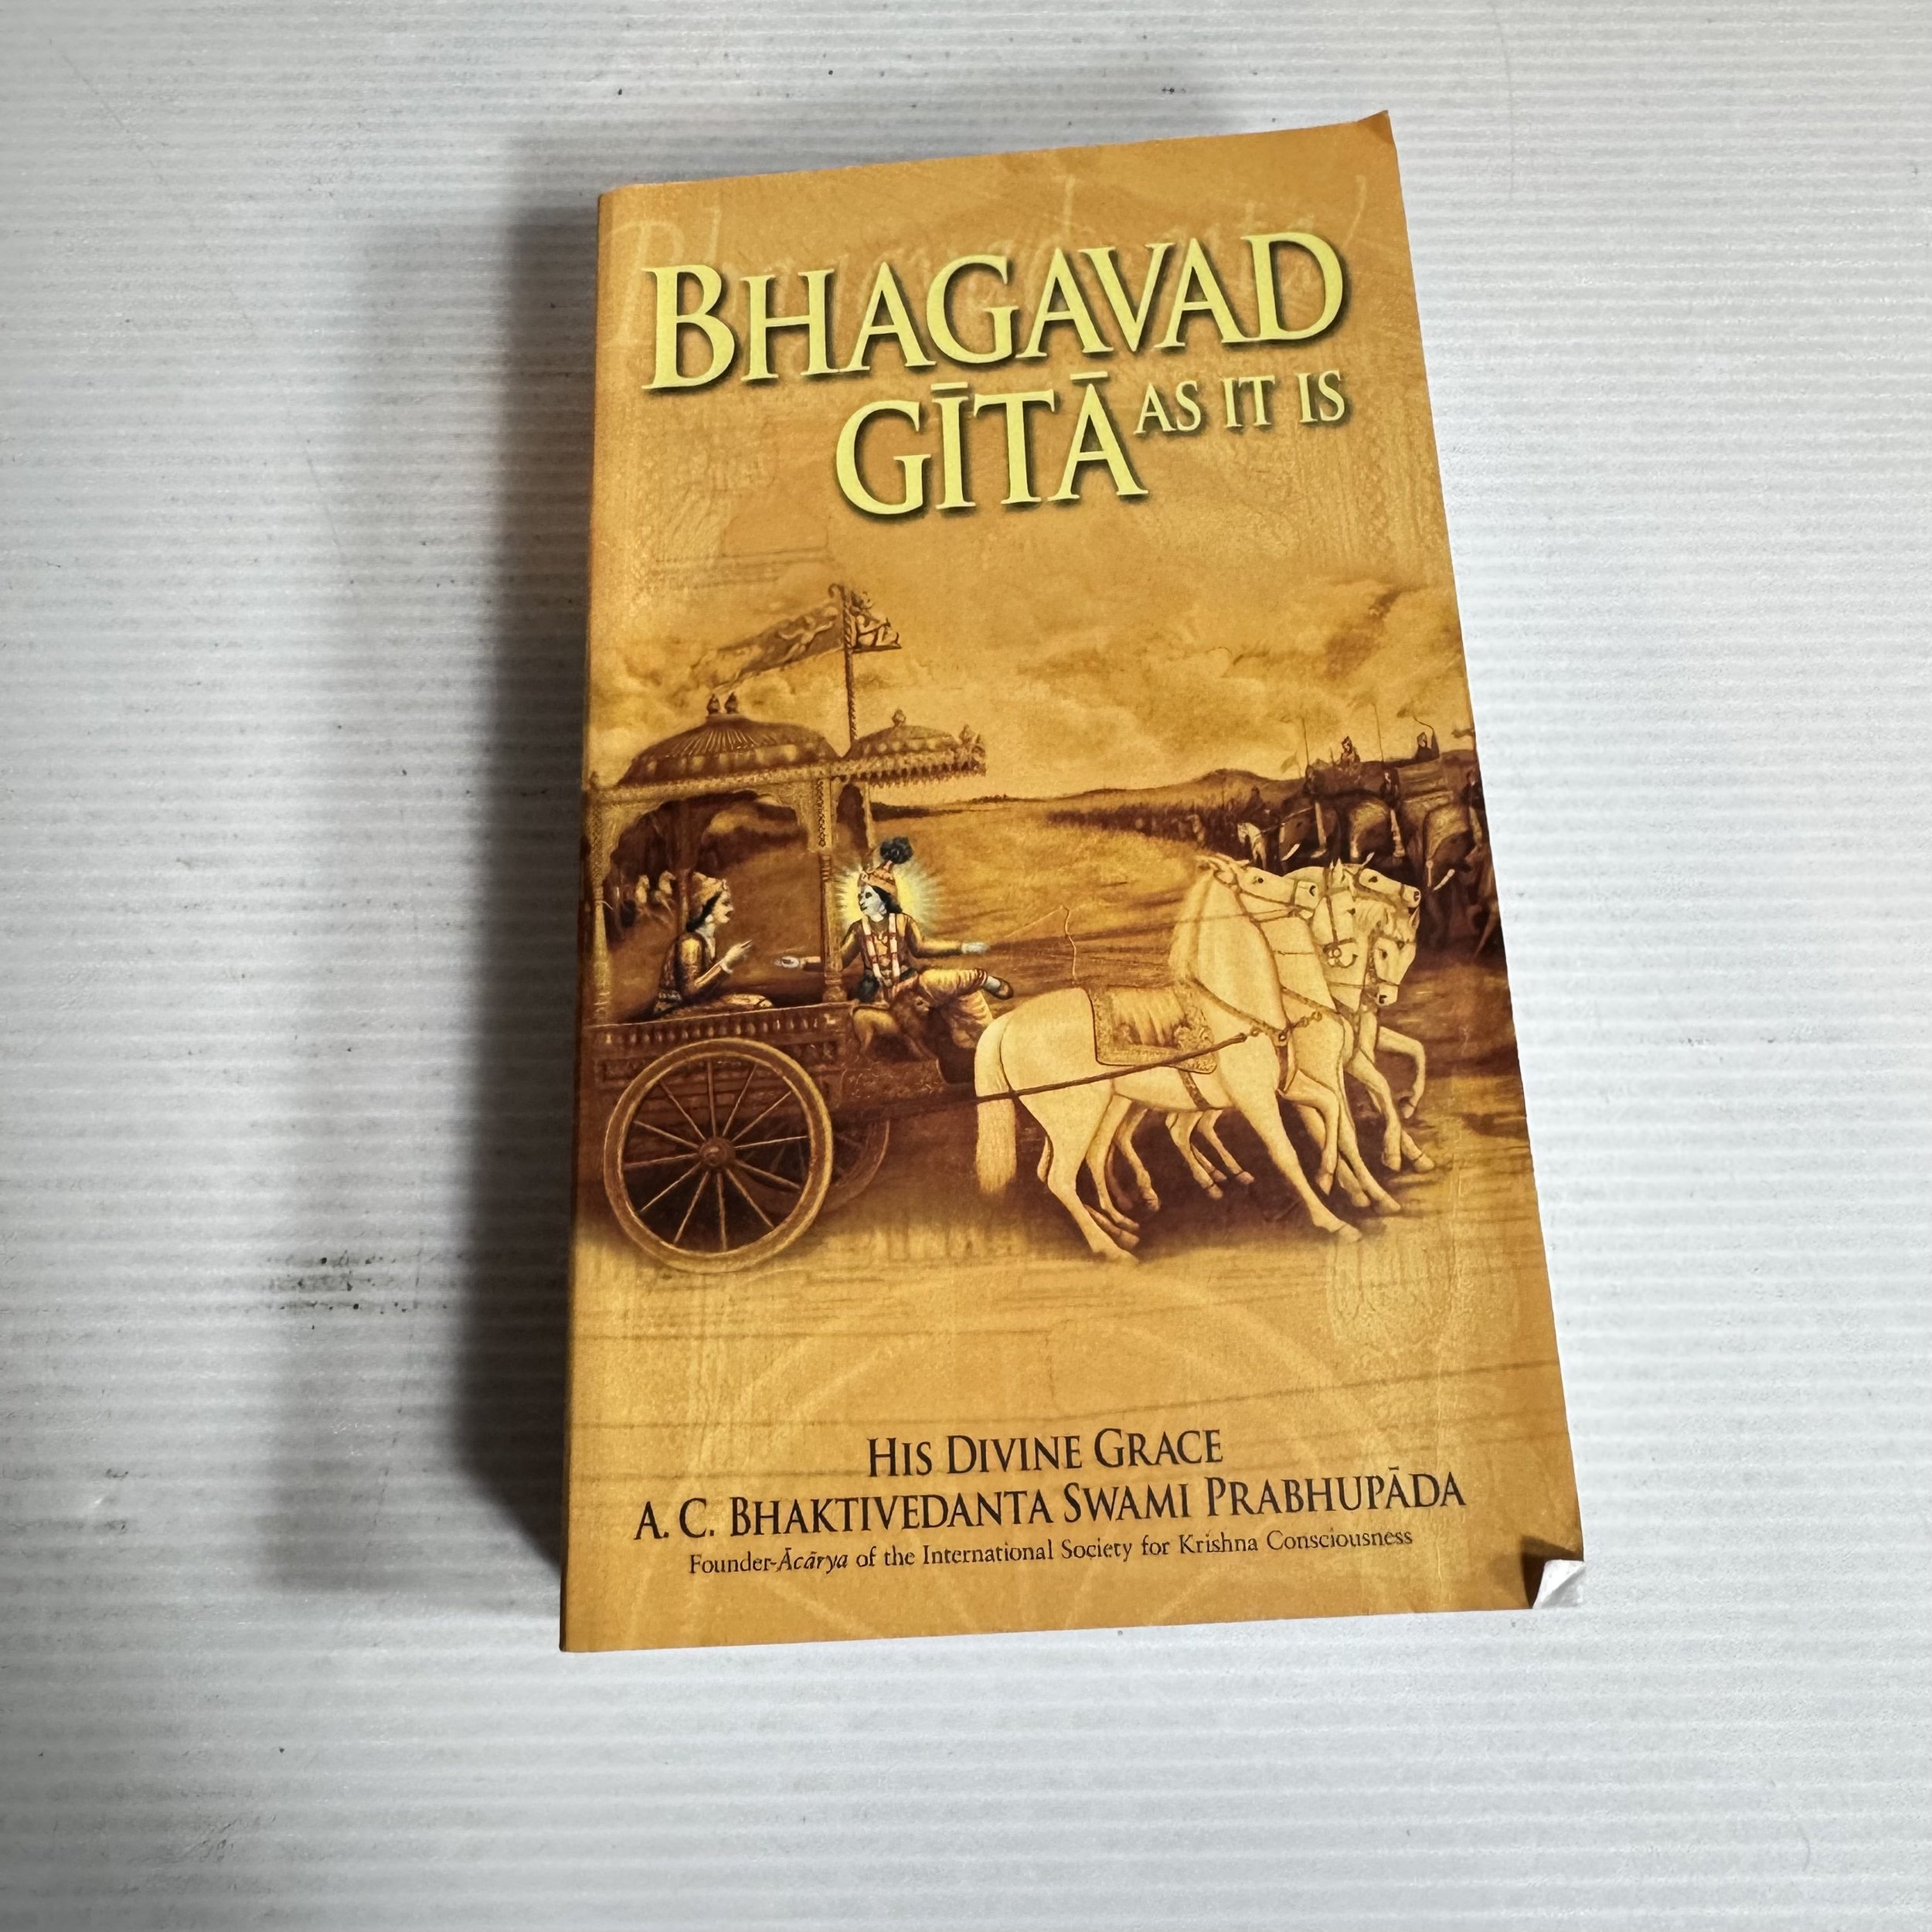 BHAGAVAD
GĪTĀ AS IT IS
HIS DIVINE GRACE
A. C. BHAKTIVEDANTA SWAMI PRABHUPĀDA
Founder-Ācārya of the International Society for Krishna Consciousness